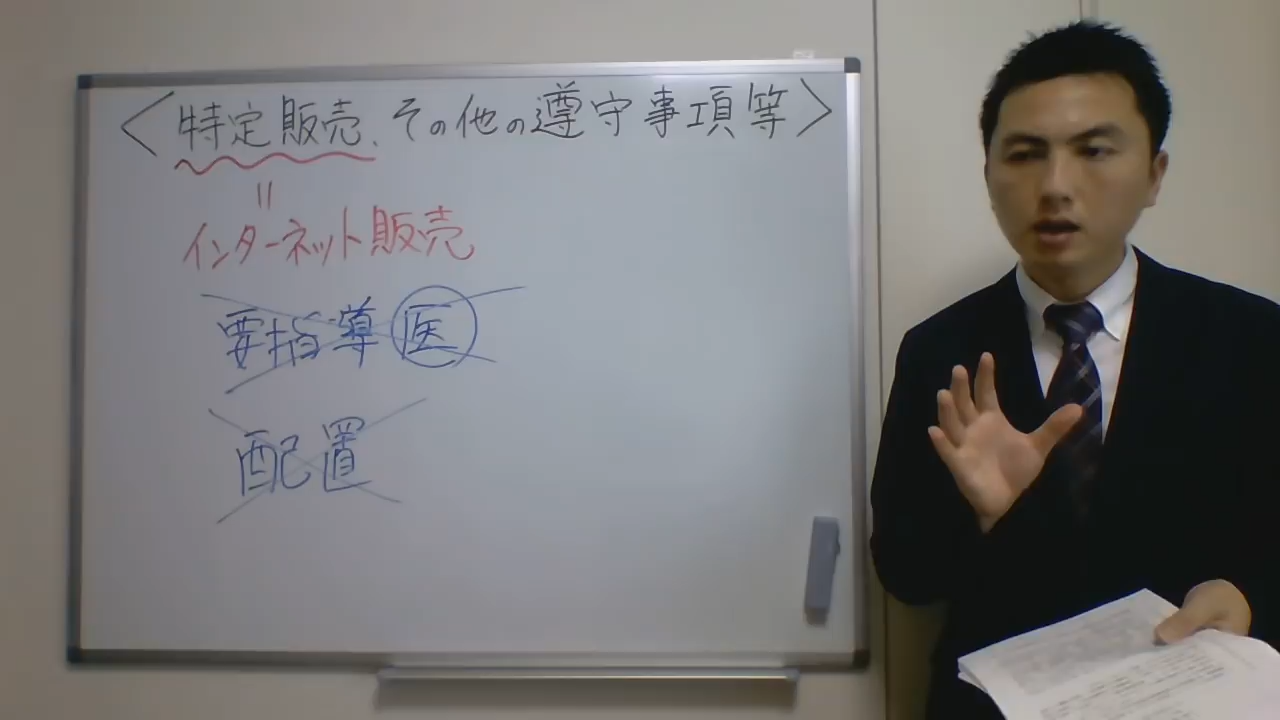 〈特定販売、その他の遵守事項等〉
=
インターネット販売
要指導医
配置